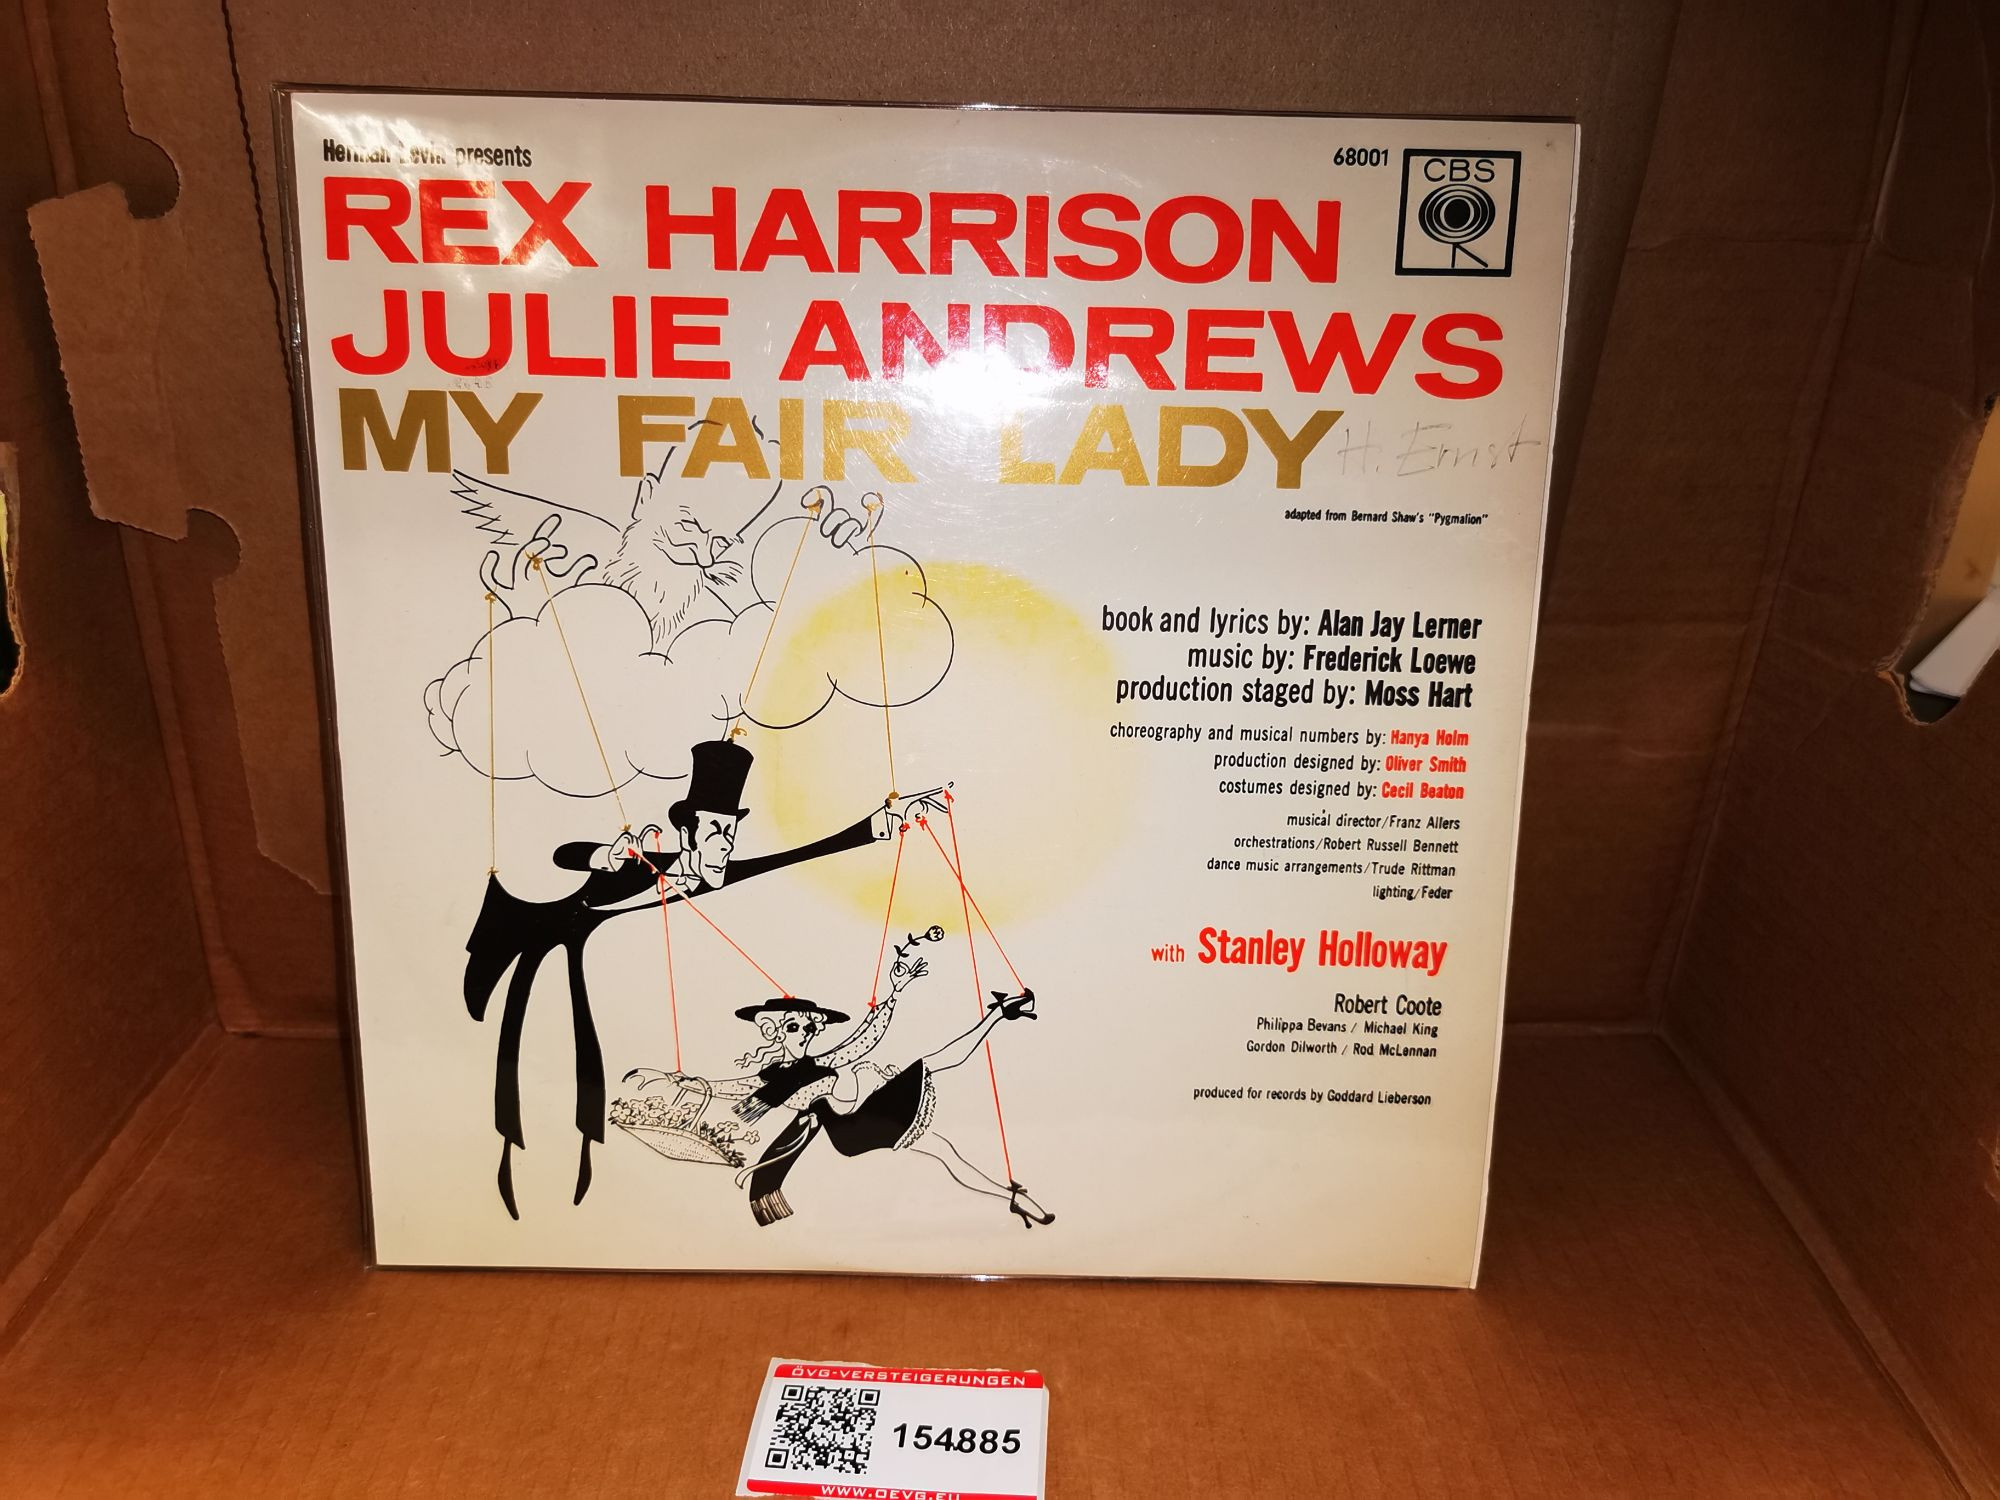 Herman Levin presents
68001
CBS
REX HARRISON
JULIE ANDREWS
MY FAIR LADY
H. Ernst
adapted from Bernard Shaw's "Pygmalion"
book and lyrics by: Alan Jay Lerner
music by: Frederick Loewe
production staged by: Moss Hart
choreography and musical numbers by: Hanya Holm
production designed by: Oliver Smith
costumes designed by: Cecil Beaton
musical director/Franz Allers
orchestrations/Robert Russell Bennett
dance music arrangements/Trude Rittman
lighting/Feder
with Stanley Holloway
Robert Coote
Philippa Bevans / Michael King
Gordon Dilworth / Rod McLennan
produced for records by Goddard Lieberson
ÖVG-VERSTEIGERUNGEN
154885
WWW.OEVG.EU